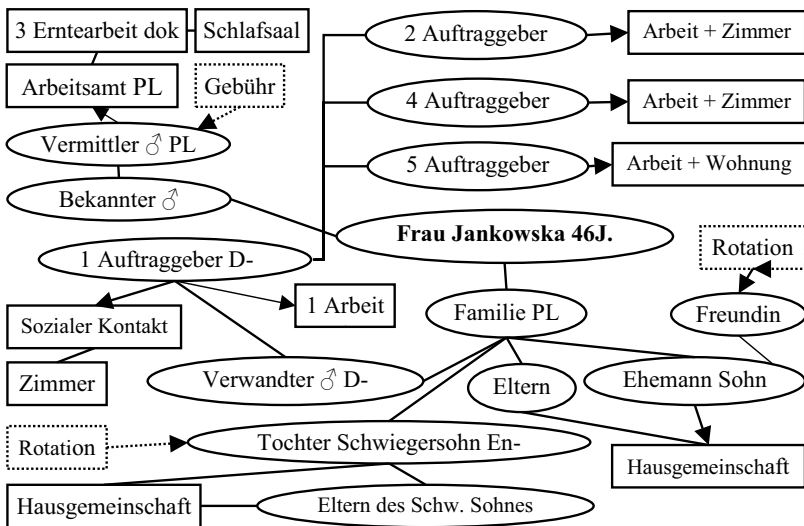 3 Erntearbeit dok
Schlafsaal
2 Auftraggeber
Arbeit + Zimmer
Arbeitsamt PL
Gebühr
4 Auftraggeber
Arbeit + Zimmer
Vermittler ♂ PL
5 Auftraggeber
Arbeit + Wohnung
Bekannter ♂
Frau Jankowska 46J.
Rotation
1 Auftraggeber D-
1 Arbeit
Familie PL
Freundin
Sozialer Kontakt
Zimmer
Verwandter ♂ D-
Eltern
Ehemann Sohn
Rotation
Tochter Schwiegersohn En-
Hausgemeinschaft
Hausgemeinschaft
Eltern des Schw. Sohnes